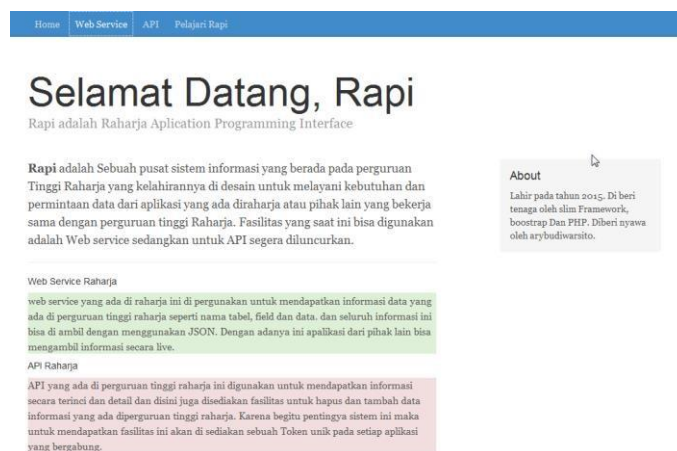 Home Web Service API Pelajari Rapi
Selamat Datang, Rapi
Rapi adalah Raharja Aplication Programming Interface
Rapi adalah Sebuah pusat sistem informasi yang berada pada perguruan
Tinggi Raharja yang kelahirannya di desain untuk melayani kebutuhan dan
permintaan data dari aplikasi yang ada diraharja atau pihak lain yang bekerja
sama dengan perguruan tinggi Raharja. Fasilitas yang saat ini bisa digunakan
adalah Web service sedangkan untuk API segera diluncurkan.
Web Service Raharja
web service yang ada di raharja ini di pergunakan untuk mendapatkan informasi data yang
ada di perguruan tinggi raharja seperti nama tabel, field dan data. dan seluruh informasi ini
bisa di ambil dengan menggunakan JSON. Dengan adanya ini apalikasi dari pihak lain bisa
mengambil informasi secara live.
API Raharja
API yang ada di perguruan tinggi raharja ini digunakan untuk mendapatkan informasi
secara terinci dan detail dan disini juga disediakan fasilitas untuk hapus dan tambah data
informasi yang ada diperguruan tinggi raharja. Karena begitu pentingya sistem ini maka
untuk mendapatkan fasilitas ini akan di sediakan sebuah Token unik pada setiap aplikasi
yang bergabung.
About
Lahir pada tahun 2015. Di beri
tenaga oleh slim Framework,
boostrap Dan PHP. Diberi nyawa
oleh arybudiwarsito.